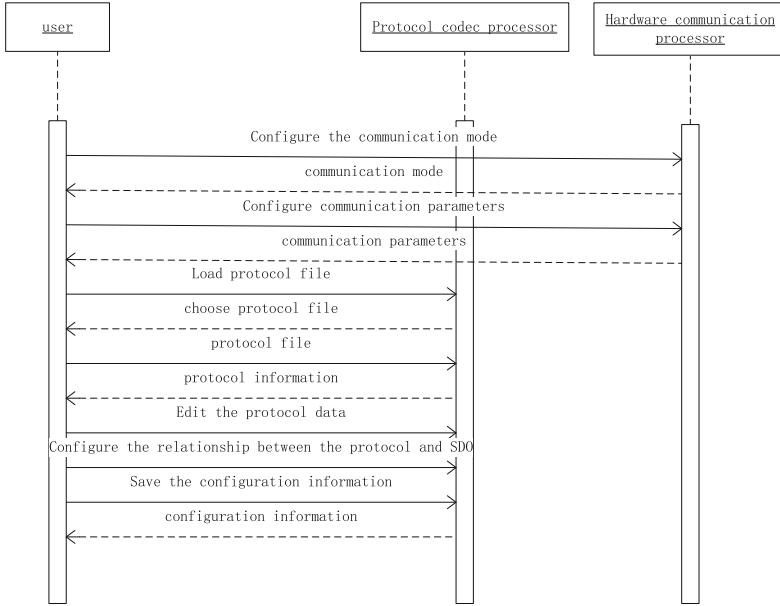 user
Protocol codec processor
Hardware communication
processor
Configure the communication mode
communication mode
Configure communication parameters
communication parameters
Load protocol file
choose protocol file
protocol file
protocol information
Edit the protocol data
Configure the relationship between the protocol and SDO
Save the configuration information
configuration information